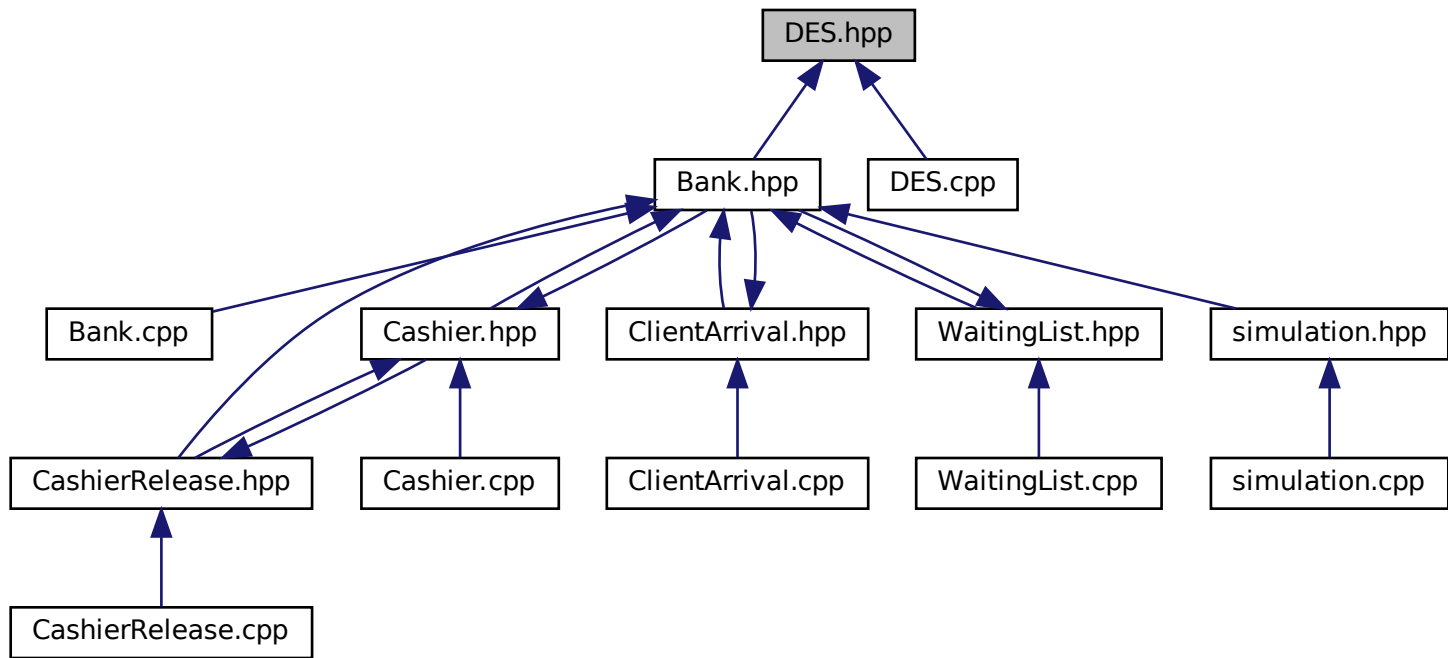 DES.hpp
Bank.hpp
DES.cpp
Bank.cpp
Cashier.hpp
ClientArrival.hpp
WaitingList.hpp
simulation.hpp
CashierRelease.hpp
Cashier.cpp
ClientArrival.cpp
WaitingList.cpp
simulation.cpp
CashierRelease.cpp